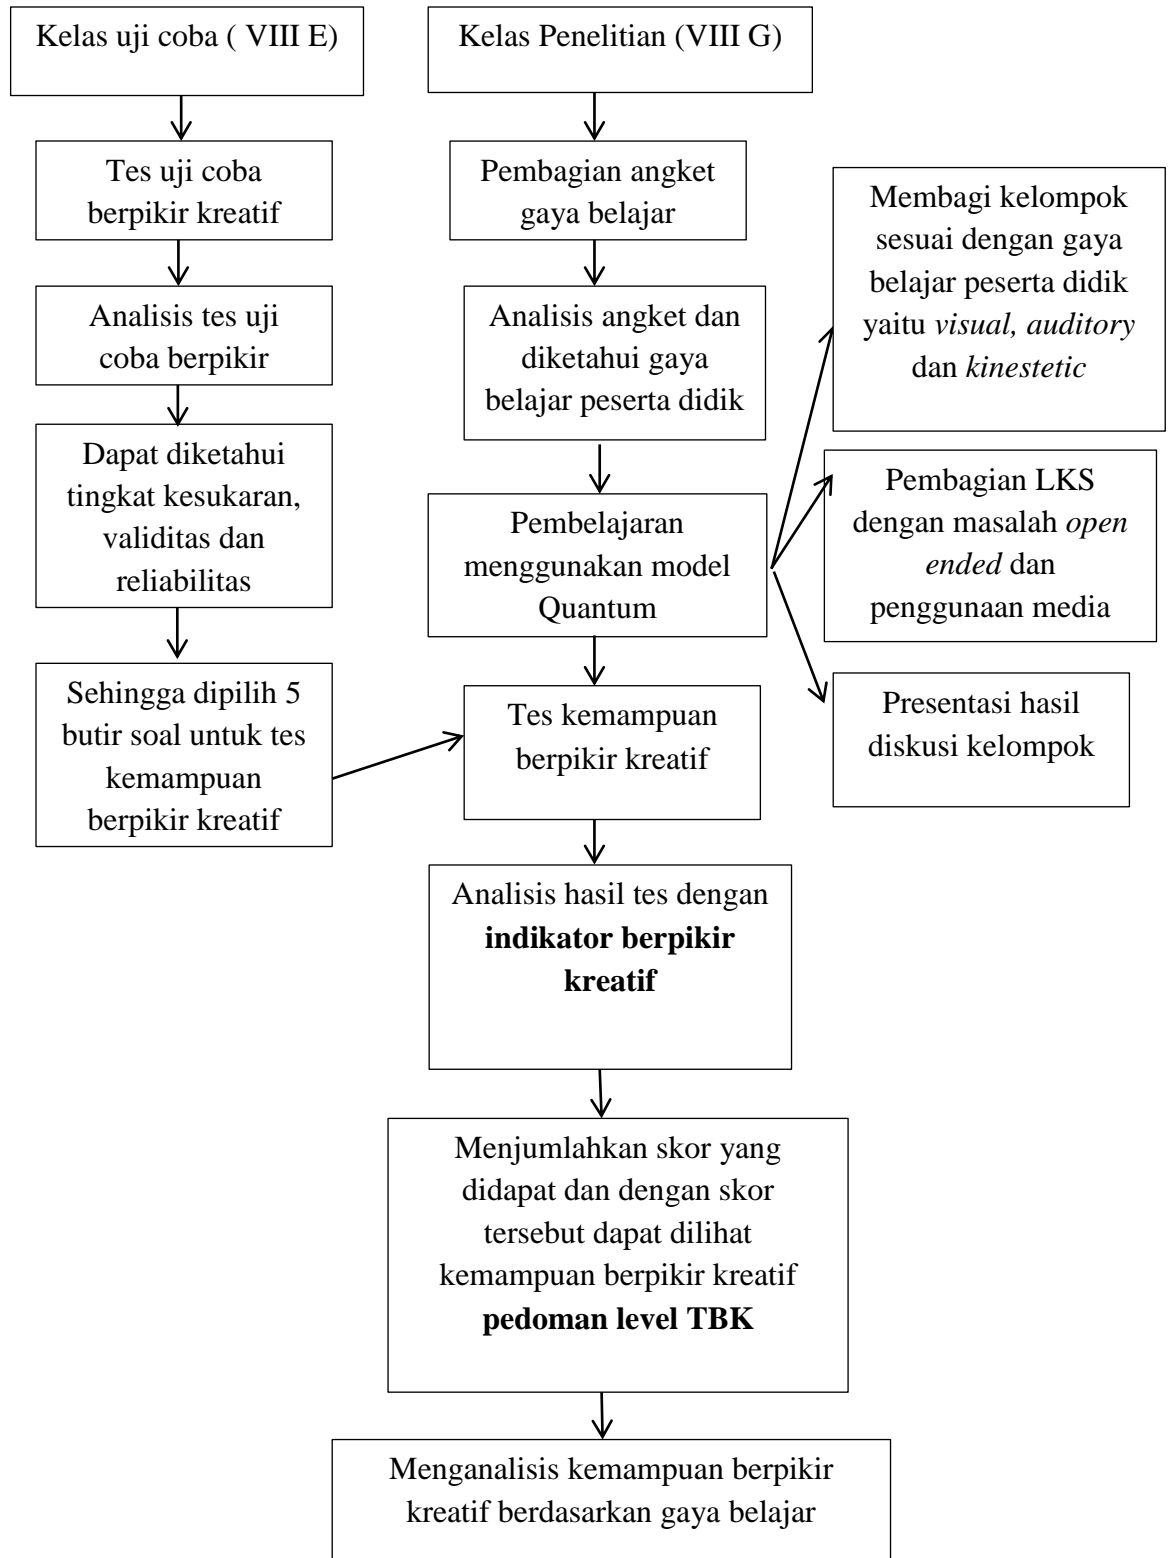 Kelas uji coba ( VIII E)
Tes uji coba
berpikir kreatif
Analisis tes uji
coba berpikir
Dapat diketahui
tingkat kesukaran,
validitas dan
reliabilitas
Sehingga dipilih 5
butir soal untuk tes
kemampuan
berpikir kreatif
Kelas Penelitian (VIII G)
Pembagian angket
gaya belajar
Analisis angket dan
diketahui gaya
belajar peserta didik
Pembelajaran
menggunakan model
Quantum
Membagi kelompok
sesuai dengan gaya
belajar peserta didik
yaitu visual, auditory
dan kinestetic
Pembagian LKS
dengan masalah open
ended dan
penggunaan media
Presentasi hasil
diskusi kelompok
Tes kemampuan
berpikir kreatif
Analisis hasil tes dengan
indikator berpikir
kreatif
Menjumlahkan skor yang
didapat dan dengan skor
tersebut dapat dilihat
kemampuan berpikir kreatif
pedoman level TBK
Menganalisis kemampuan berpikir
kreatif berdasarkan gaya belajar